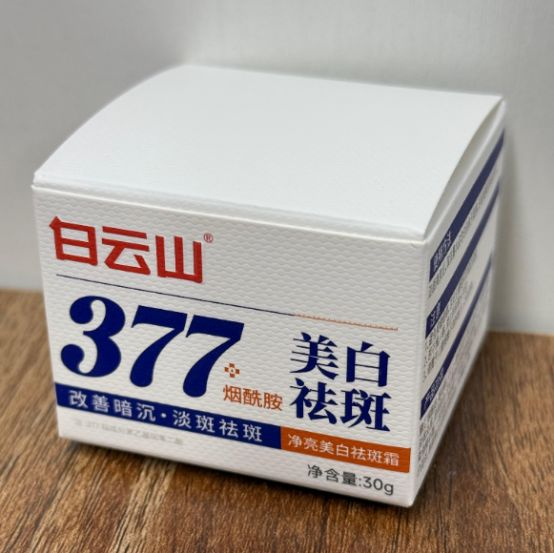 白云山®
377
烟酰胺
美白
祛斑
改善暗沉·淡斑祛斑
净亮美白祛斑霜
净含量:30g